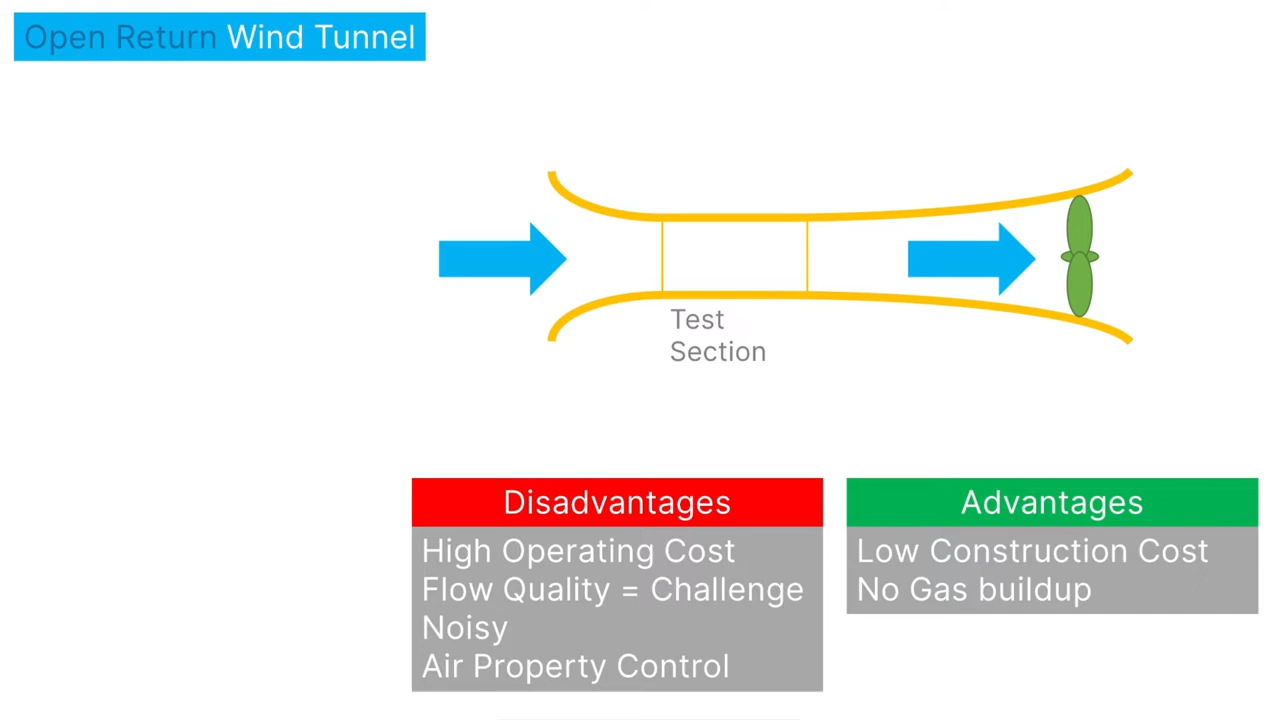 Open Return Wind Tunnel
Test
Section
Disadvantages
High Operating Cost
Flow Quality = Challenge
Noisy
Air Property Control
Advantages
Low Construction Cost
No Gas buildup